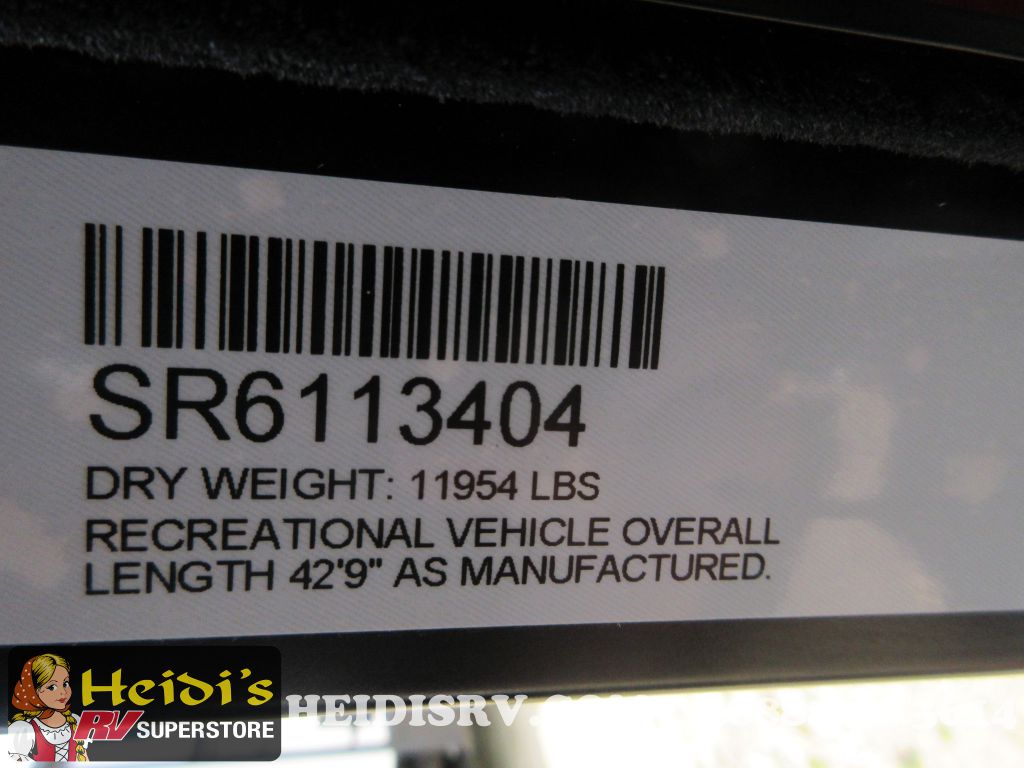 SR6113404
DRY WEIGHT: 11954 LBS
RECREATIONAL VEHICLE OVERALL
LENGTH 42'9" AS MANUFACTURED.
Heidi's
RV SUPERSTORE
HEIDISRV.